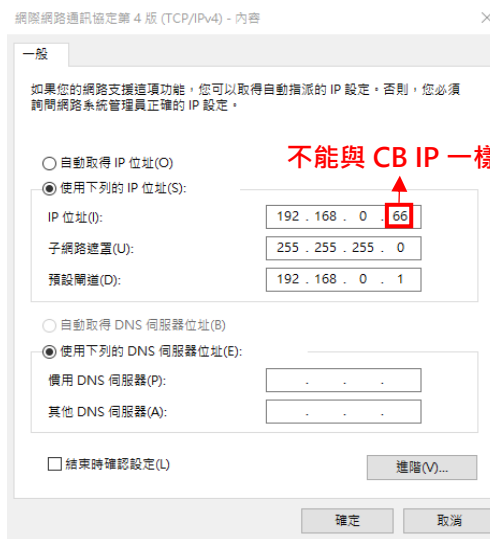 網際網路通訊協定第 4 版 (TCP/IPv4) - 內容
一般
如果您的網路支援這項功能，您可以取得自動指派的 IP 設定。否則，您必須
詢問網路系統管理員正確的 IP 設定。
自動取得 IP 位址(O)
不能與 CB IP 一樣
使用下列的 IP 位址(S):
IP 位址(I):
192 . 168 . 0 . 66
子網路遮罩(U):
255 . 255 . 255 . 0
預設閘道(D):
192 . 168 . 0 . 1
自動取得 DNS 伺服器位址(B)
使用下列的 DNS 伺服器位址(E):
慣用 DNS 伺服器(P):
. . .
其他 DNS 伺服器(A):
. . .
結束時確認設定(L)
進階(V)...
確定
取消